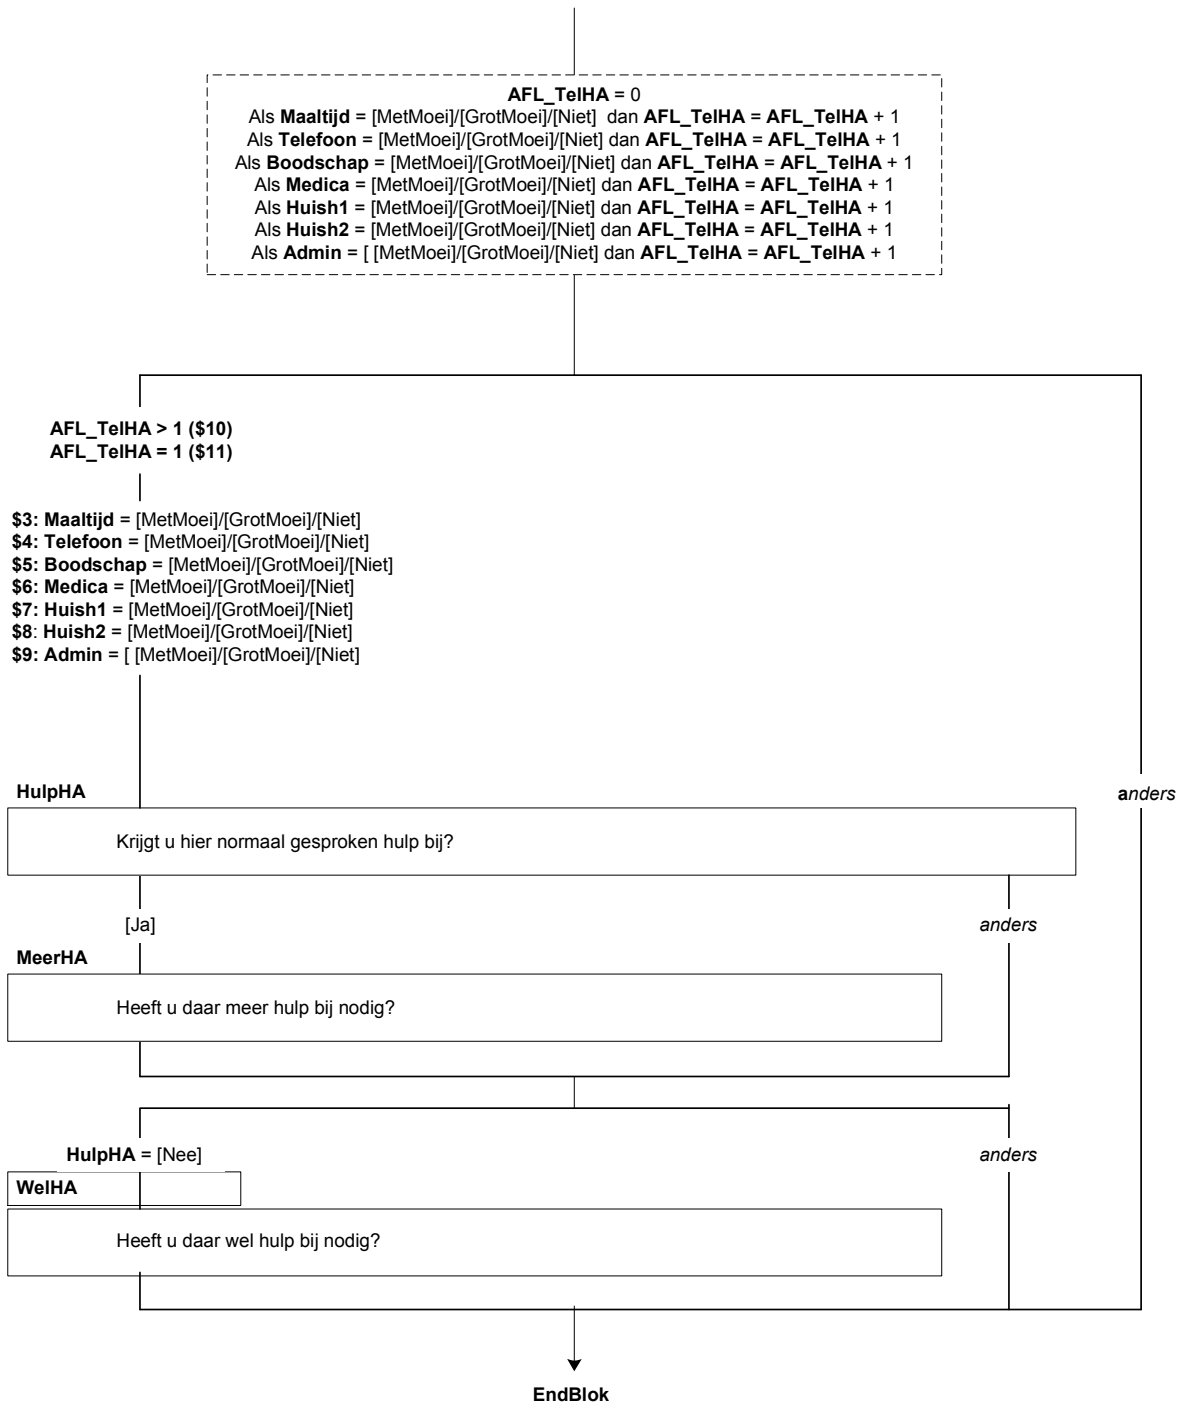 AFL_TelHA = 0
Als Maaltijd = [MetMoei]/[GrotMoei]/[Niet] dan AFL_TelHA = AFL_TelHA + 1
Als Telefoon = [MetMoei]/[GrotMoei]/[Niet] dan AFL_TelHA = AFL_TelHA + 1
Als Boodschap = [MetMoei]/[GrotMoei]/[Niet] dan AFL_TelHA = AFL_TelHA + 1
Als Medica = [MetMoei]/[GrotMoei]/[Niet] dan AFL_TelHA = AFL_TelHA + 1
Als Huish1 = [MetMoei]/[GrotMoei]/[Niet] dan AFL_TelHA = AFL_TelHA + 1
Als Huish2 = [MetMoei]/[GrotMoei]/[Niet] dan AFL_TelHA = AFL_TelHA + 1
Als Admin = [ [MetMoei]/[GrotMoei]/[Niet] dan AFL_TelHA = AFL_TelHA + 1
AFL_TelHA > 1 ($10)
AFL_TelHA = 1 ($11)
$3: Maaltijd = [MetMoei]/[GrotMoei]/[Niet]
$4: Telefoon = [MetMoei]/[GrotMoei]/[Niet]
$5: Boodschap = [MetMoei]/[GrotMoei]/[Niet]
$6: Medica = [MetMoei]/[GrotMoei]/[Niet]
$7: Huish1 = [MetMoei]/[GrotMoei]/[Niet]
$8: Huish2 = [MetMoei]/[GrotMoei]/[Niet]
$9: Admin = [ [MetMoei]/[GrotMoei]/[Niet]
HulpHA
anders
Krijgt u hier normaal gesproken hulp bij?
[Ja]
anders
MeerHA
Heeft u daar meer hulp bij nodig?
HulpHA = [Nee]
anders
WelHA
Heeft u daar wel hulp bij nodig?
EndBlok